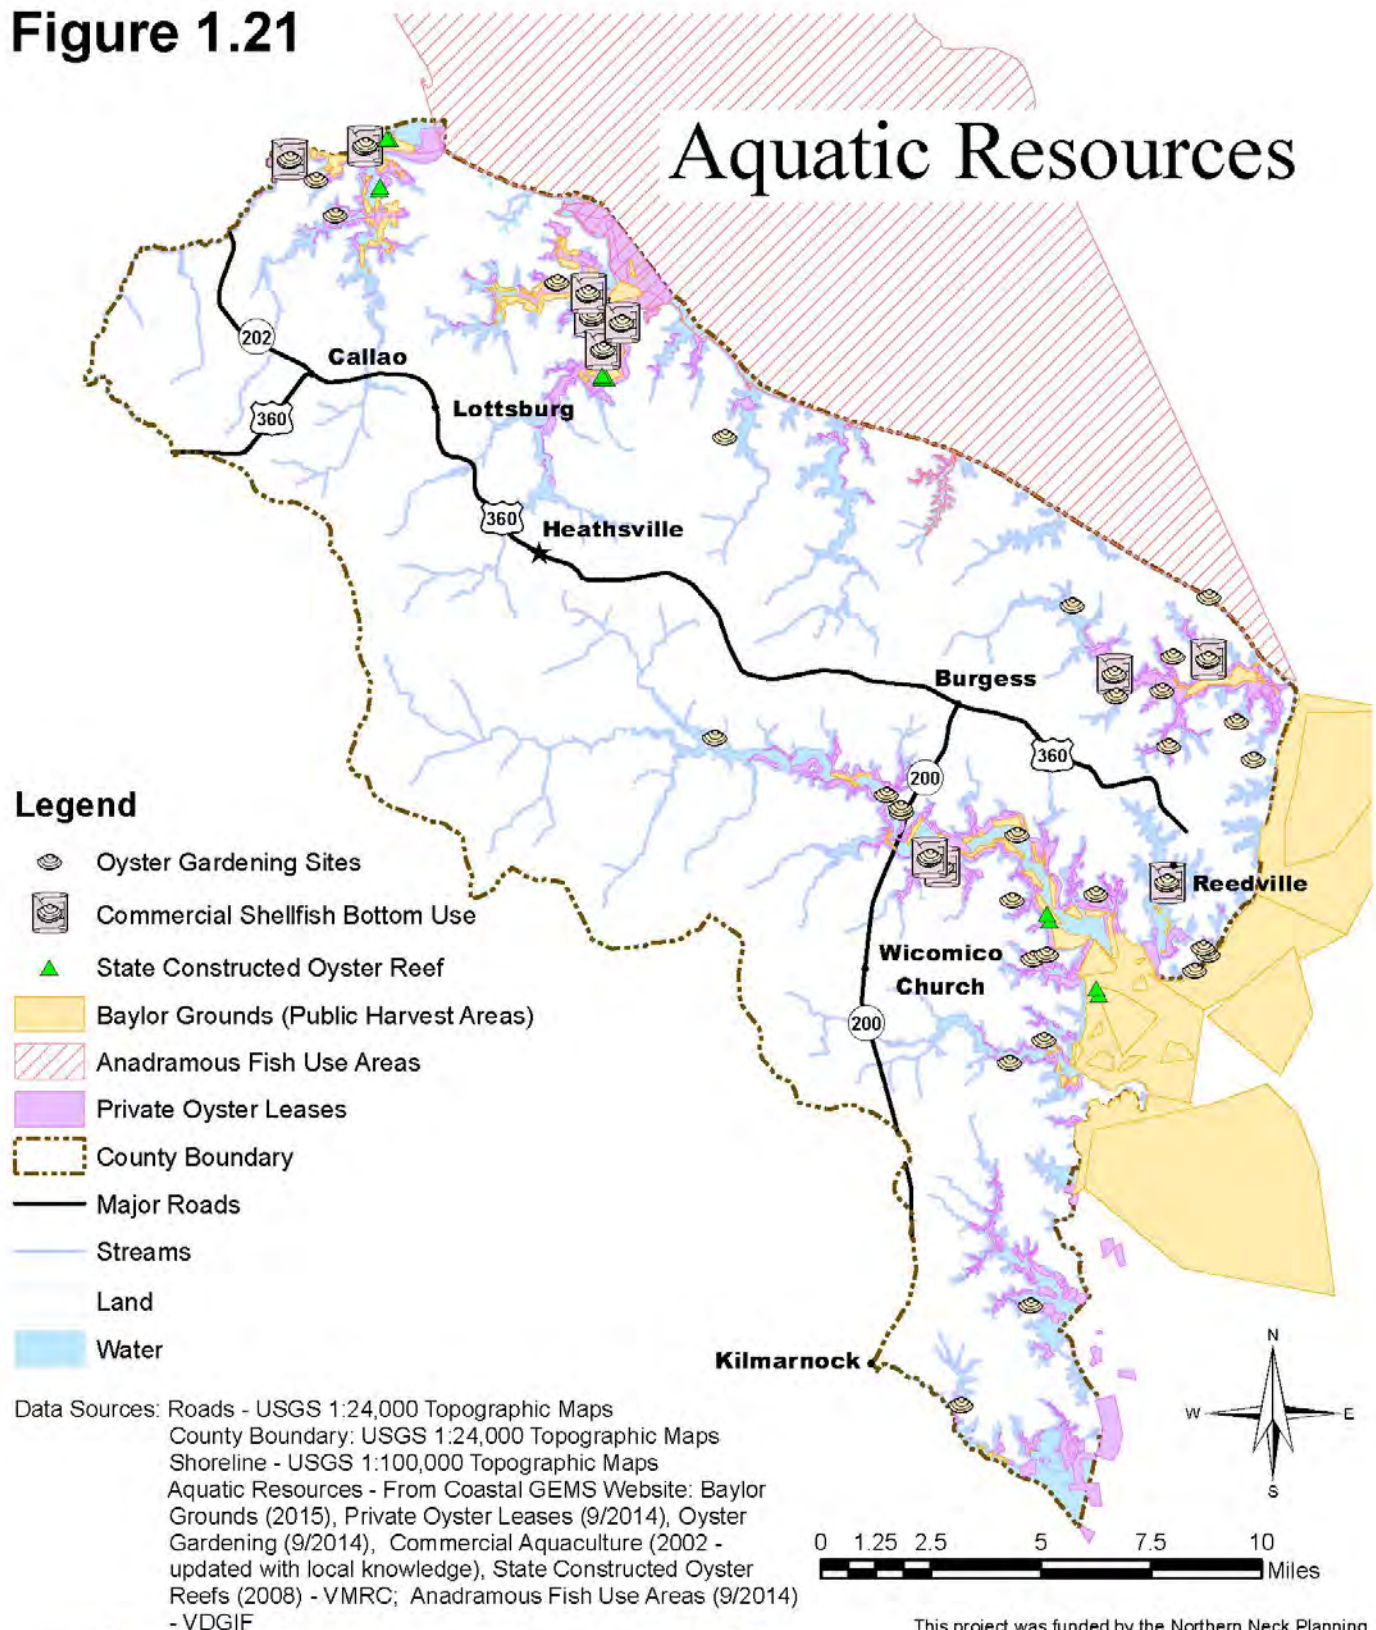 Figure 1.21
Aquatic Resources
202
Callao
360
Lottsburg
360
Heathsville
Burgess
360
200
Reedville
Wicomico
Church
200
Kilmarnock
Legend
Oyster Gardening Sites
Commercial Shellfish Bottom Use
State Constructed Oyster Reef
Baylor Grounds (Public Harvest Areas)
Anadramous Fish Use Areas
Private Oyster Leases
County Boundary
Major Roads
Streams
Land
Water
N
W E
S
Data Sources: Roads - USGS 1:24,000 Topographic Maps
County Boundary: USGS 1:24,000 Topographic Maps
Shoreline - USGS 1:100,000 Topographic Maps
Aquatic Resources - From Coastal GEMS Website: Baylor
Grounds (2015), Private Oyster Leases (9/2014), Oyster
Gardening (9/2014), Commercial Aquaculture (2002 -
updated with local knowledge), State Constructed Oyster
Reefs (2008) - VMRC; Anadramous Fish Use Areas (9/2014)
- VDGIF
0 1.25 2.5 5 7.5 10
Miles
This project was funded by the Northern Neck Planning